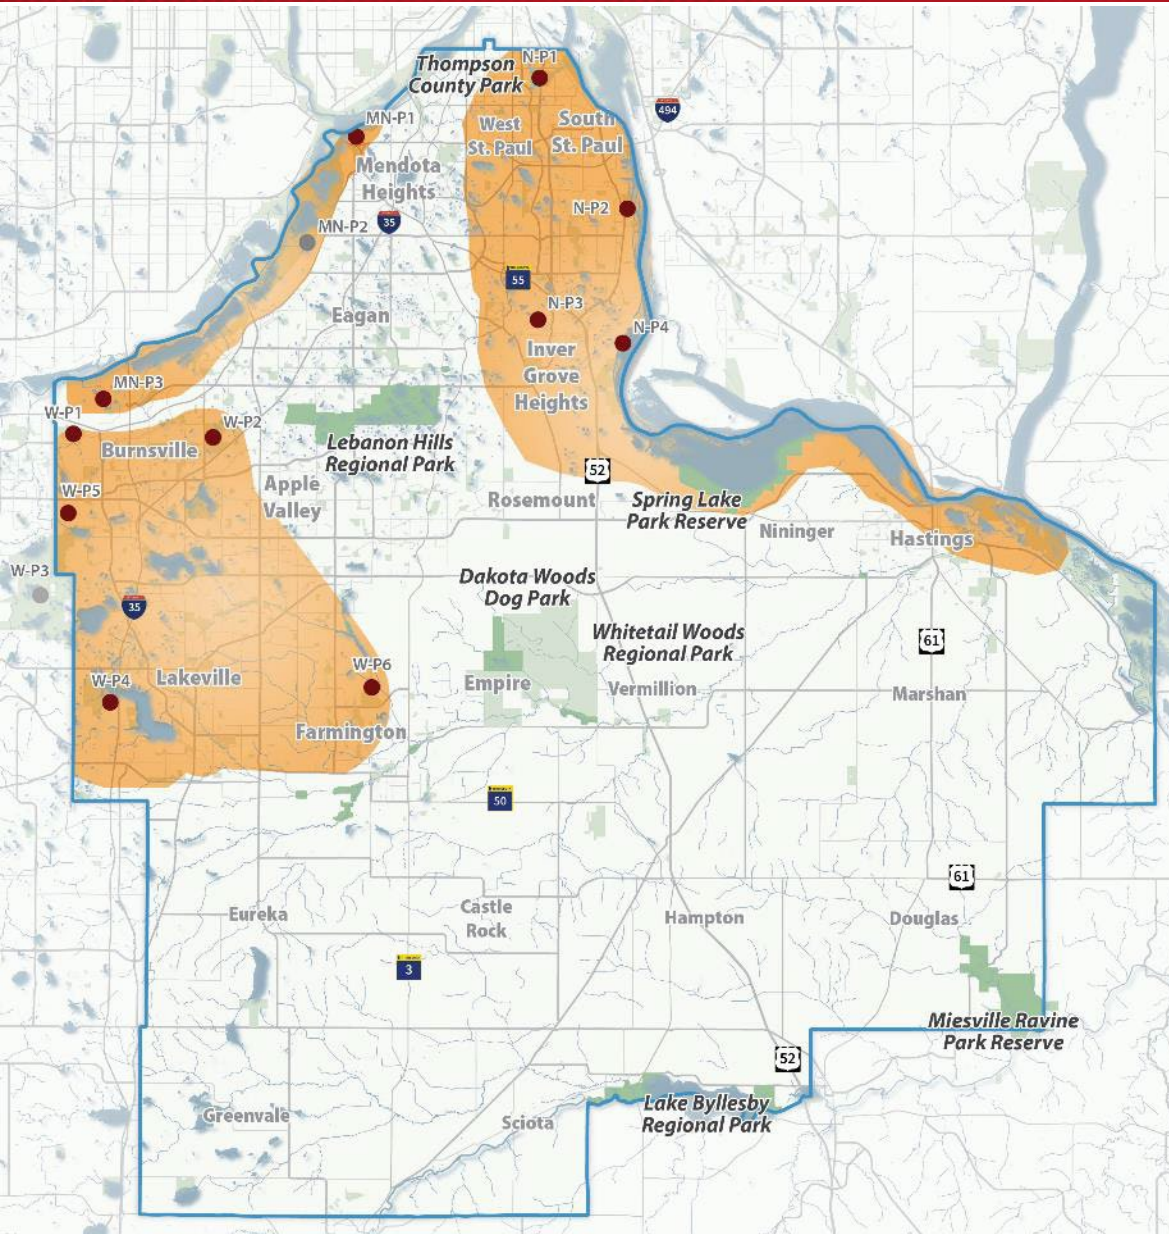 Thompson
County Park
N-P1
494
MN-P1
West
St. Paul
South
St. Paul
Mendota
Heights
N-P2
MN-P2
35
55
N-P3
Eagan
N-P4
Inver
Grove
Heights
MN-P3
W-P1
W-P2
Burnsville
Lebanon Hills
Regional Park
52
W-P5
Apple
Valley
Rosemount
Spring Lake
Park Reserve
Nininger
Hastings
W-P3
Dakota Woods
Dog Park
35
Whitetail Woods
Regional Park
61
W-P6
W-P4
Lakeville
Empire
Vermillion
Marshan
Farmington
50
61
Eureka
Castle
Rock
Hampton
Douglas
3
Miesville Ravine
Park Reserve
52
Greenvale
Sciota
Lake Byllesby
Regional Park